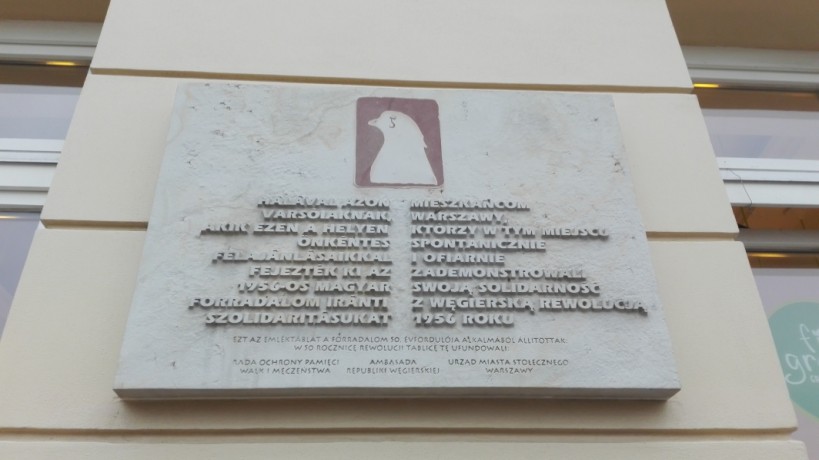 HÁLÁVAL AZON
VARSÓIAKNAK,
AKIK EZEN A HELYEN
ÖNKÉNTES
FELAJÁNLÁSAIKKAL
FEJEZTÉK KI AZ
1956-OS MAGYAR
FORRADALOM IRÁNTI
SZOLIDARITÁSUKAT
MIESZKAŃCOM
WARSZAWY,
KTÓRZY W TYM MIEJSCU
SPONTANICZNIE
I OFIARNIE
ZADEMONSTROWALI
SWOJĄ SOLIDARNOŚĆ
Z WĘGIERSKĄ REWOLUCJĄ
1956 ROKU
EZT AZ EMLÉKTÁBLÁT A FORRADALOM 50. ÉVFORDULÓJA ALKALMÁBÓL ÁLLÍTOTTÁK
W 50 ROCZNICĘ REWOLUCJI TABLICĘ TĘ UFUNDOWALI
RADA OCHRONY PAMIĘCI
WALK I MĘCZEŃSTWA
AMBASADA
REPUBLIKI WĘGIERSKIEJ
URZĄD MIASTA STOŁECZNEGO
WARSZAWY